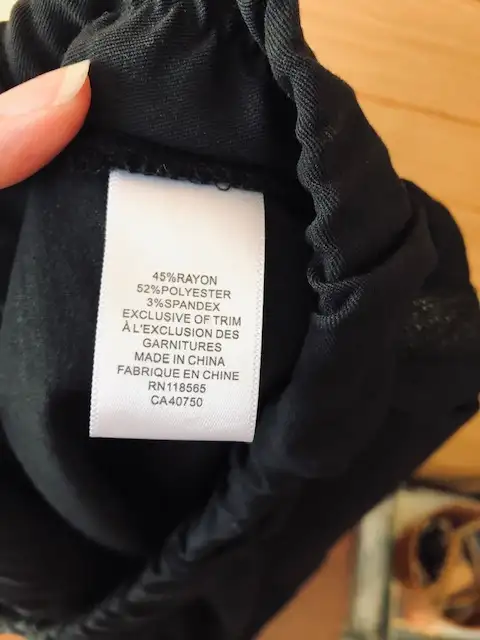 45%RAYON
52%POLYESTER
3%SPANDEX
EXCLUSIVE OF TRIM
À L'EXCLUSION DES
GARNITURES
MADE IN CHINA
FABRIQUE EN CHINE
RN118565
CA40750